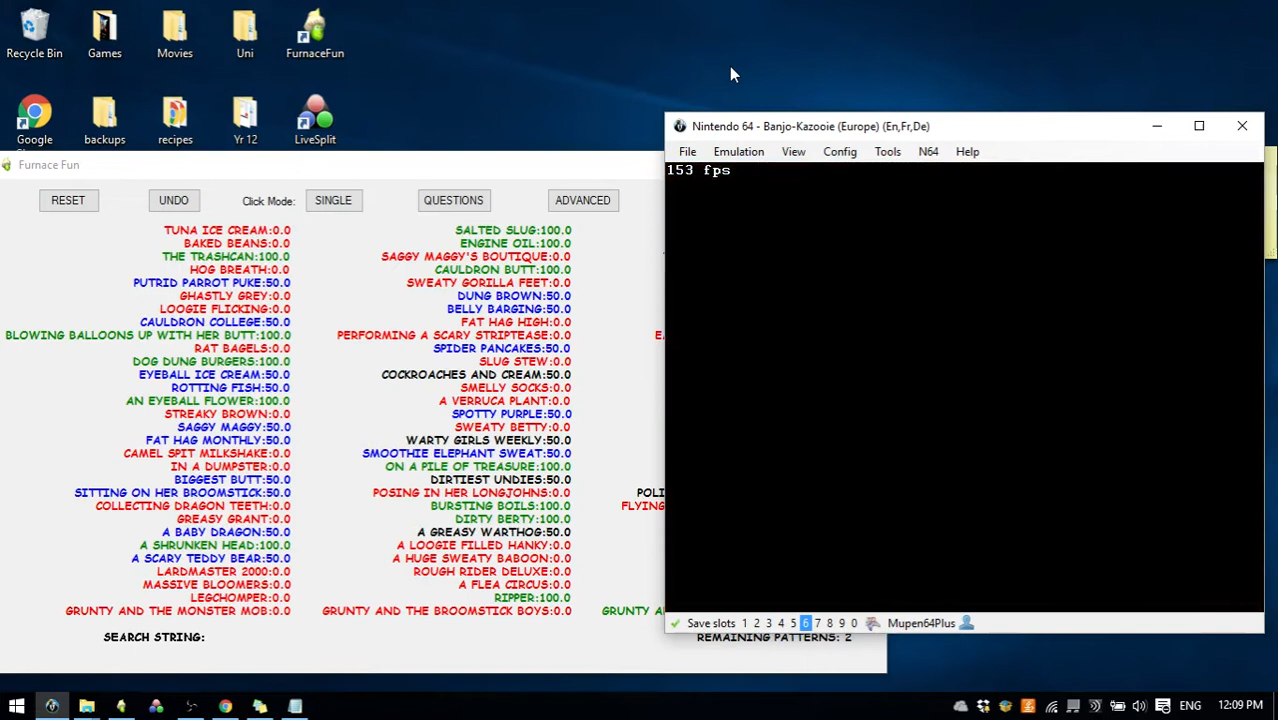 Recycle Bin
Games
Movies
Uni
FurnaceFun
Google
backups
recipes
Yr 12
LiveSplit
Furnace Fun
RESET
UNDO
Click Mode:
SINGLE
QUESTIONS
ADVANCED
TUNA ICE CREAM:0.0
BAKED BEANS:0.0
THE TRASHCAN:100.0
HOG BREATH:0.0
PUTRID PARROT PUKE:50.0
GHASTLY GREY:0.0
LOOGIE FLICKING:0.0
CAULDRON COLLEGE:50.0
BLOWING BALLOONS UP WITH HER BUTT:100.0
RAT BAGELS:0.0
DOG DUNG BURGERS:100.0
EYEBALL ICE CREAM:50.0
ROTTING FISH:50.0
AN EYEBALL FLOWER:100.0
STREAKY BROWN:0.0
SAGGY MAGGY:50.0
FAT HAG MONTHLY:50.0
CAMEL SPIT MILKSHAKE:0.0
IN A DUMPSTER:0.0
BIGGEST BUTT:50.0
SITTING ON HER BROOMSTICK:50.0
COLLECTING DRAGON TEETH:0.0
GREASY GRANT:0.0
A BABY DRAGON:50.0
A SHRUNKEN HEAD:100.0
A SCARY TEDDY BEAR:50.0
LARDMASTER 2000:0.0
MASSIVE BLOOMERS:0.0
LEGCHOMPER:0.0
GRUNTY AND THE MONSTER MOB:0.0
SALTED SLUG:100.0
ENGINE OIL:100.0
SAGGY MAGGY'S BOUTIQUE:0.0
CAULDRON BUTT:100.0
SWEATY GORILLA FEET:0.0
DUNG BROWN:50.0
BELLY BARGING:50.0
FAT HAG HIGH:0.0
PERFORMING A SCARY STRIPTEASE:0.0
SPIDER PANCAKES:50.0
SLUG STEW:0.0
COCKROACHES AND CREAM:50.0
SMELLY SOCKS:0.0
A VERRUCA PLANT:0.0
SPOTTY PURPLE:50.0
SWEATY BETTY:0.0
WARTY GIRLS WEEKLY:50.0
SMOOTHIE ELEPHANT SWEAT:50.0
ON A PILE OF TREASURE:100.0
DIRTIEST UNDIES:50.0
POSING IN HER LONGJOHNS:0.0
BURSTING BOILS:100.0
DIRTY BERTY:100.0
A GREASY WARTHOG:50.0
A LOOGIE FILLED HANKY:0.0
A HUGE SWEATY BABOON:0.0
ROUGH RIDER DELUXE:0.0
A FLEA CIRCUS:0.0
RIPPER:100.0
GRUNTY AND THE BROOMSTICK BOYS:0.0
POLI
FLYING
GRUNTY A
SEARCH STRING:
REMAINING PATTERNS: 2
Nintendo 64 - Banjo-Kazooie (Europe) (En,Fr,De)
File Emulation View Config Tools N64 Help
153 fps
Save slots 1 2 3 4 5 6 7 8 9 0 Mupen64Plus
ENG 12:09 PM